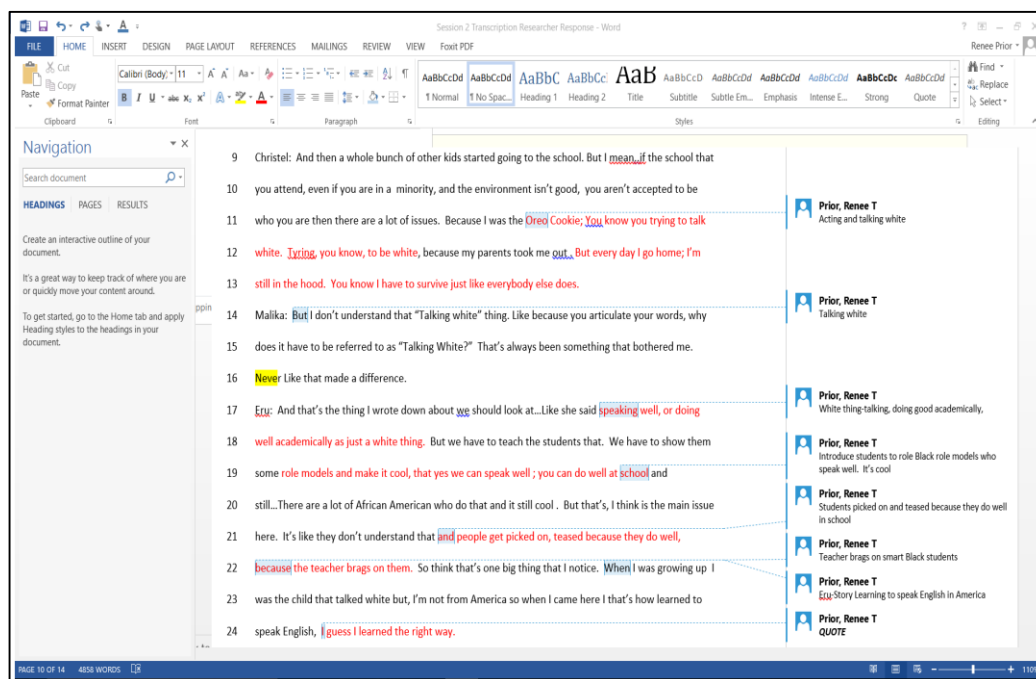 Session 2 Transcription Researcher Response - Word
FILE HOME INSERT DESIGN PAGE LAYOUT REFERENCES MAILINGS REVIEW VIEW Foxit PDF Renee Prior
Cut
Copy
Paste
Format Painter
Clipboard
Calibri (Body) 11
Font
Paragraph
AaBbCcDd AaBbCcDd AaBbC AaBbCc AaB AaBbCcD AaBbCcDd AaBbCcDd AaBbCcDd AaBbCcDc AaBbCcDd
¶ Normal ¶ No Spac... Heading 1 Heading 2 Title Subtitle Subtle Em... Emphasis Intense E... Strong Quote
Styles
Find
Replace
Select
Editing
Navigation
Search document
HEADINGS PAGES RESULTS
Create an interactive outline of your
document.
It's a great way to keep track of where you are
or quickly move your content around.
To get started, go to the Home tab and apply
Heading styles to the headings in your
document.
9 Christel: And then a whole bunch of other kids started going to the school. But I mean..if the school that
10 you attend, even if you are in a minority, and the environment isn't good, you aren't accepted to be
11 who you are then there are a lot of issues. Because I was the Oreo Cookie; You know you trying to talk
12 white. Tyring, you know, to be white, because my parents took me out . But every day I go home; I'm
13 still in the hood. You know I have to survive just like everybody else does.
14 Malika: But I don't understand that "Talking white" thing. Like because you articulate your words, why
15 does it have to be referred to as "Talking White?" That's always been something that bothered me.
16 Never Like that made a difference.
17 Eru: And that's the thing I wrote down about we should look at...Like she said speaking well, or doing
18 well academically as just a white thing. But we have to teach the students that. We have to show them
19 some role models and make it cool, that yes we can speak well ; you can do well at school and
20 still...There are a lot of African American who do that and it still cool . But that's, I think is the main issue
21 here. It's like they don't understand that and people get picked on, teased because they do well,
22 because the teacher brags on them. So think that's one big thing that I notice. When I was growing up I
23 was the child that talked white but, I'm not from America so when I came here I that's how learned to
24 speak English, I guess I learned the right way.
Prior, Renee T
Acting and talking white
Prior, Renee T
Talking white
Prior, Renee T
White thing-talking, doing good academically,
Prior, Renee T
Introduce students to role Black role models who
speak well. It's cool
Prior, Renee T
Students picked on and teased because they do well
in school
Prior, Renee T
Teacher brags on smart Black students
Prior, Renee T
Eru-Story Learning to speak English in America
Prior, Renee T
QUOTE
PAGE 10 OF 14 4858 WORDS 110%